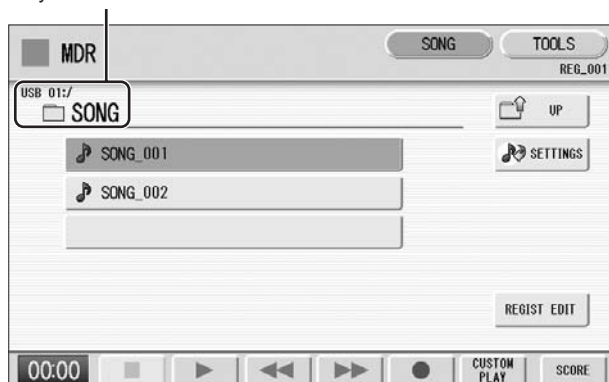 MDR
SONG
TOOLS
REG_001
USB 01:/
SONG
UP
SONG_001
SETTINGS
SONG_002
REGIST EDIT
00:00
CUSTOM
PLAY
SCORE